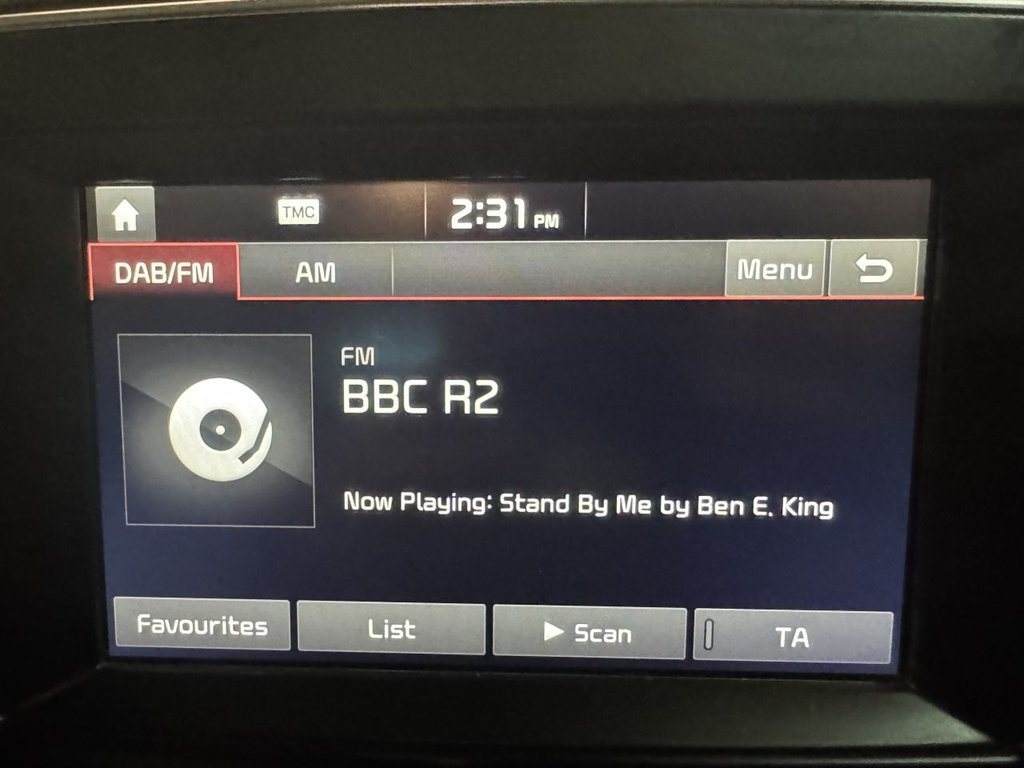 TMC 2:31 PM
DAB/FM AM Menu
FM
BBC R2
Now Playing: Stand By Me by Ben E. King
Favourites List Scan TA